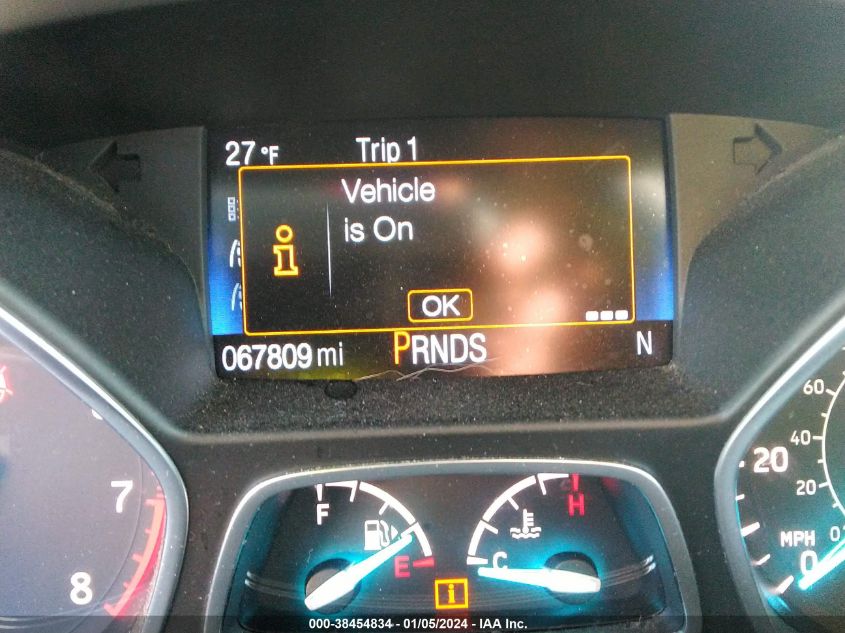 27 °F Trip 1
Vehicle
is On
OK
067809 mi PRNDS N
60
40
20
20
7
8
MPH
0
0
F
E
C
H
000-38454834 - 01/05/2024 - IAA Inc.